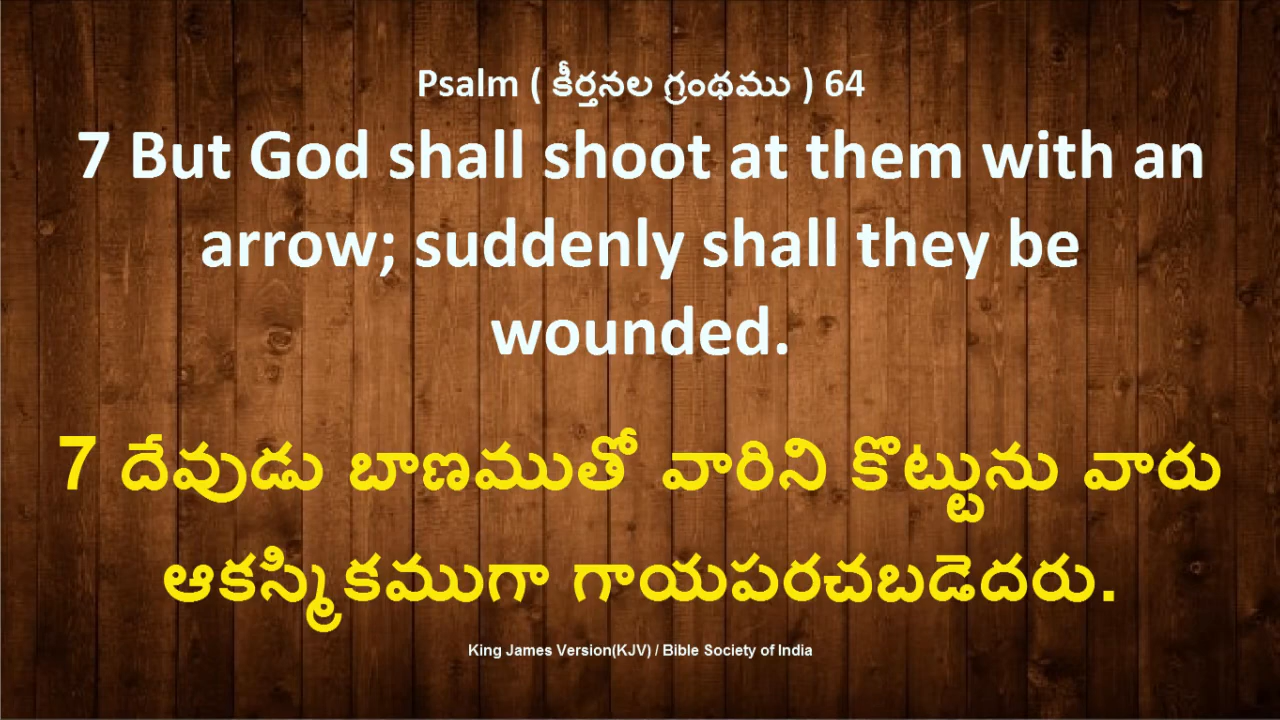 Psalm ( కీర్తనల గ్రంథము ) 64
7 But God shall shoot at them with an
arrow; suddenly shall they be
wounded.
7 దేవుడు బాణముతో వారిని కొట్టును వారు
ఆకస్మికముగా గాయపరచబడెదరు.
King James Version(KJV) / Bible Society of India